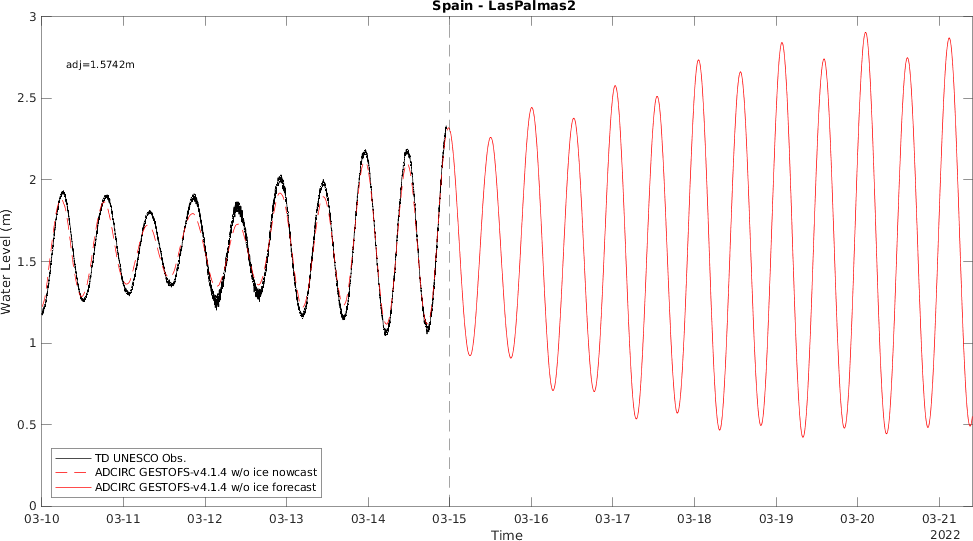 Spain - LasPalmas2
3
adj=1.5742m
2.5
2
Water Level (m)
1.5
1
0.5
TD UNESCO Obs.
ADCIRC GESTOFS-v4.1.4 w/o ice nowcast
ADCIRC GESTOFS-v4.1.4 w/o ice forecast
0
03-10 03-11 03-12 03-13 03-14 03-15 03-16 03-17 03-18 03-19 03-20 03-21
Time
2022